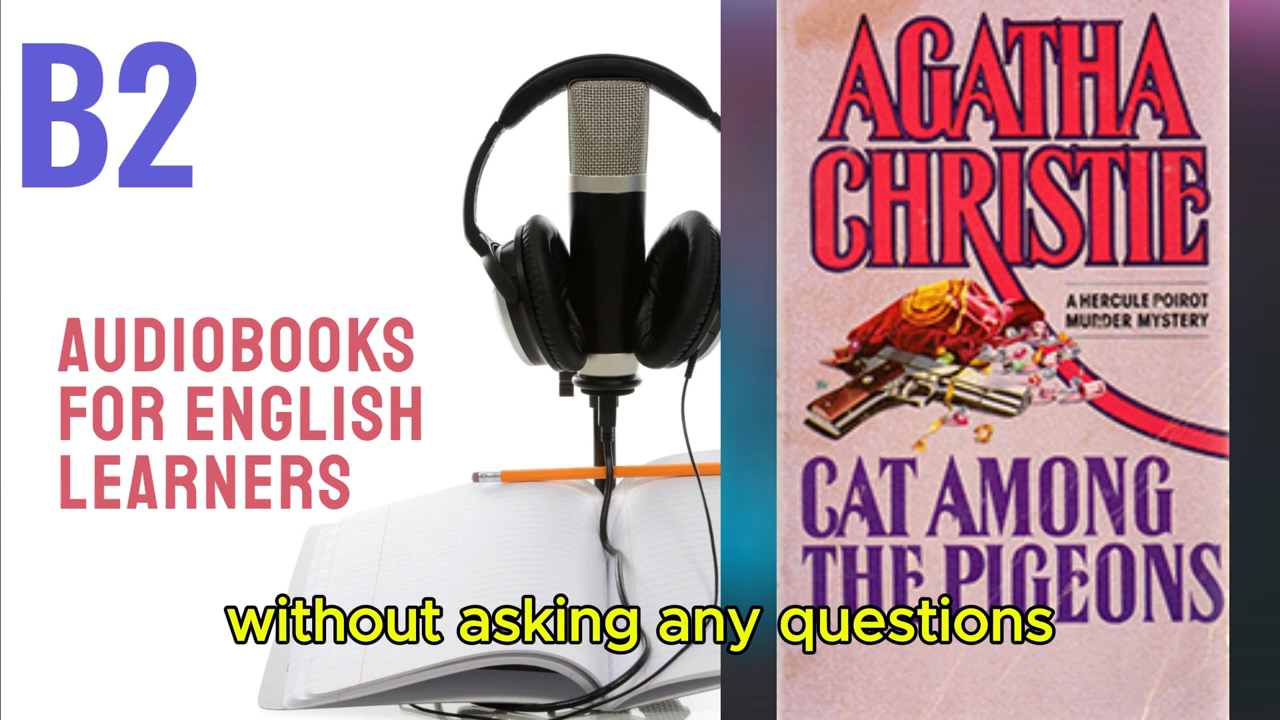 B2
AUDIOBOOKS
FOR ENGLISH
LEARNERS
AGATHA
CHRISTIE
A HERCULE POIROT
MURDER MYSTERY
CAT AMONG
THE PIGEONS
without asking any questions